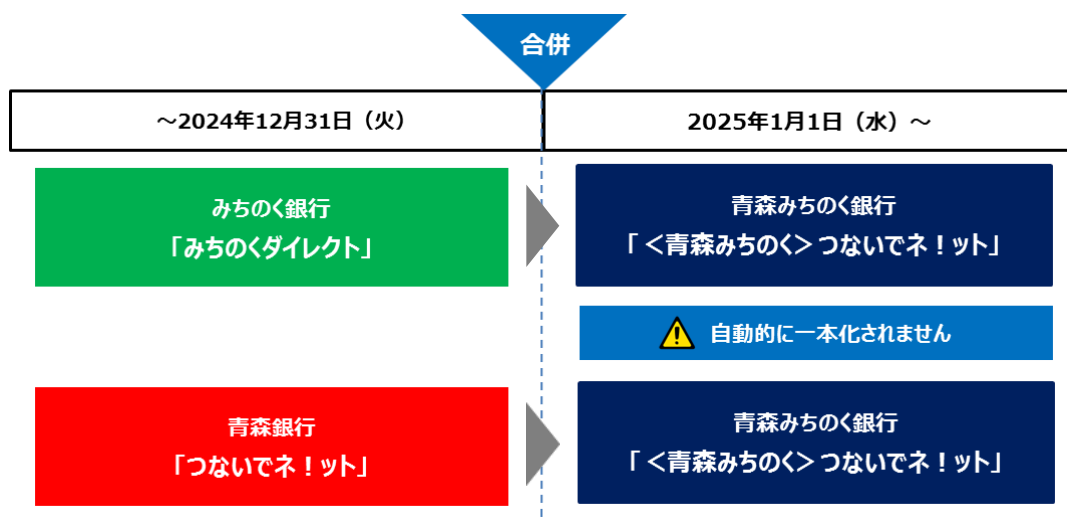 合併
～2024年12月31日（火）
2025年1月1日（水）～
みちのく銀行
「みちのくダイレクト」
青森みちのく銀行
「＜青森みちのく＞つないでネ！ット」
自動的に一本化されません
青森銀行
「つないでネ！ット」
青森みちのく銀行
「＜青森みちのく＞つないでネ！ット」